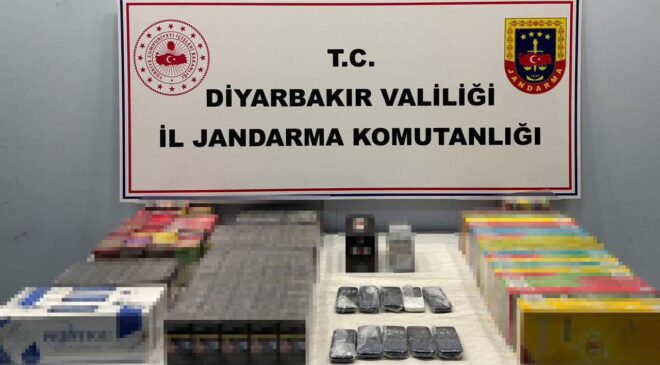 T.C.
DİYARBAKIR VALİLİĞİ
İL JANDARMA KOMUTANLIĞI
JANDARMA